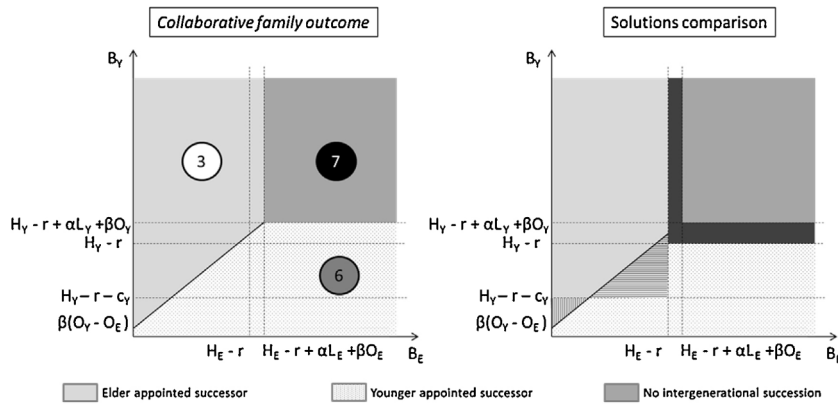 Collaborative family outcome
B_Y
3
7
H_Y - r + αL_Y +βO_Y
H_Y - r
6
H_Y – r – c_Y
β(O_Y - O_E)
H_E - r
H_E - r + αL_E +βO_E
B_E
Solutions comparison
B_Y
H_Y - r + αL_Y +βO_Y
H_Y - r
H_Y – r – c_Y
β(O_Y - O_E)
H_E - r
H_E - r + αL_E +βO_E
B_E
Elder appointed successor
Younger appointed successor
No intergenerational succession